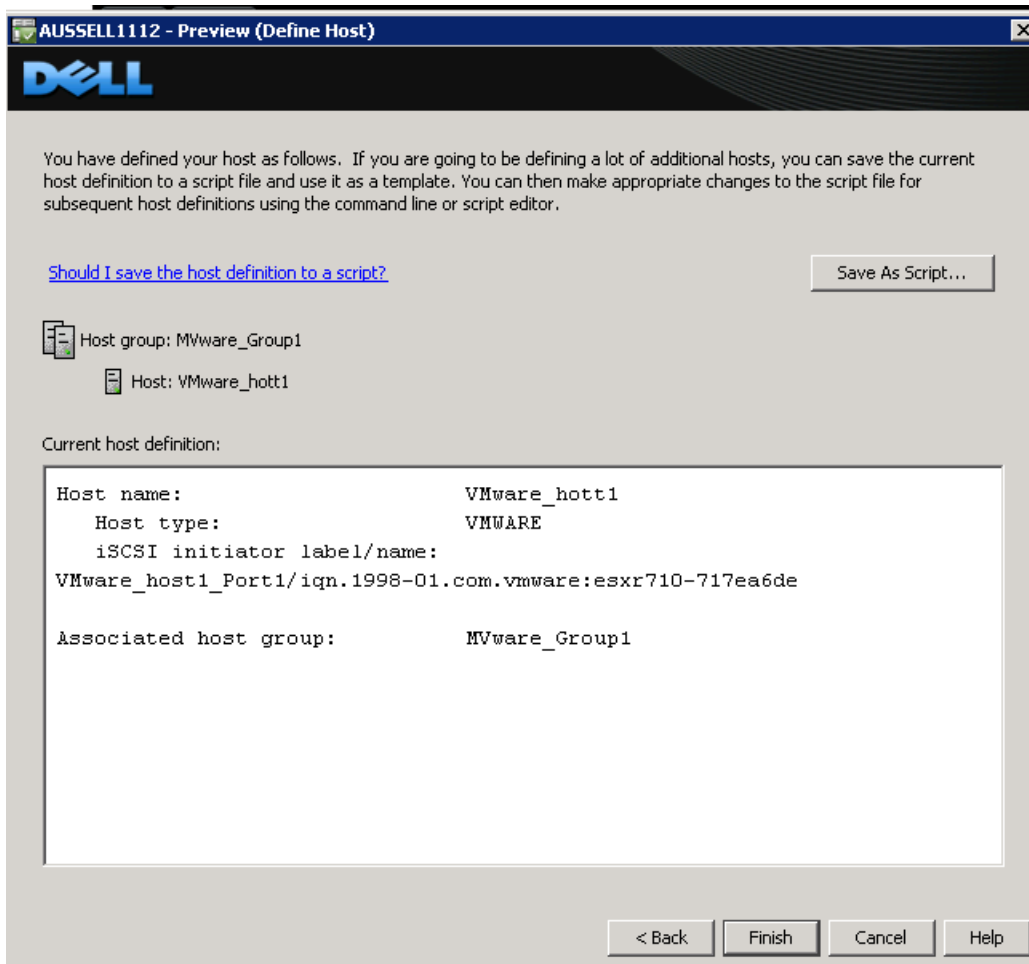 AUSSELL1112 - Preview (Define Host)
DELL
You have defined your host as follows. If you are going to be defining a lot of additional hosts, you can save the current
host definition to a script file and use it as a template. You can then make appropriate changes to the script file for
subsequent host definitions using the command line or script editor.
Should I save the host definition to a script?
Save As Script...
Host group: MVware_Group1
Host: VMware_hott1
Current host definition:
Host name: VMware_hott1
Host type: VMWARE
iSCSI initiator label/name:
VMware_host1_Port1/iqn.1998-01.com.vmware:esxr710-717ea6de
Associated host group: MVware_Group1
< Back Finish Cancel Help